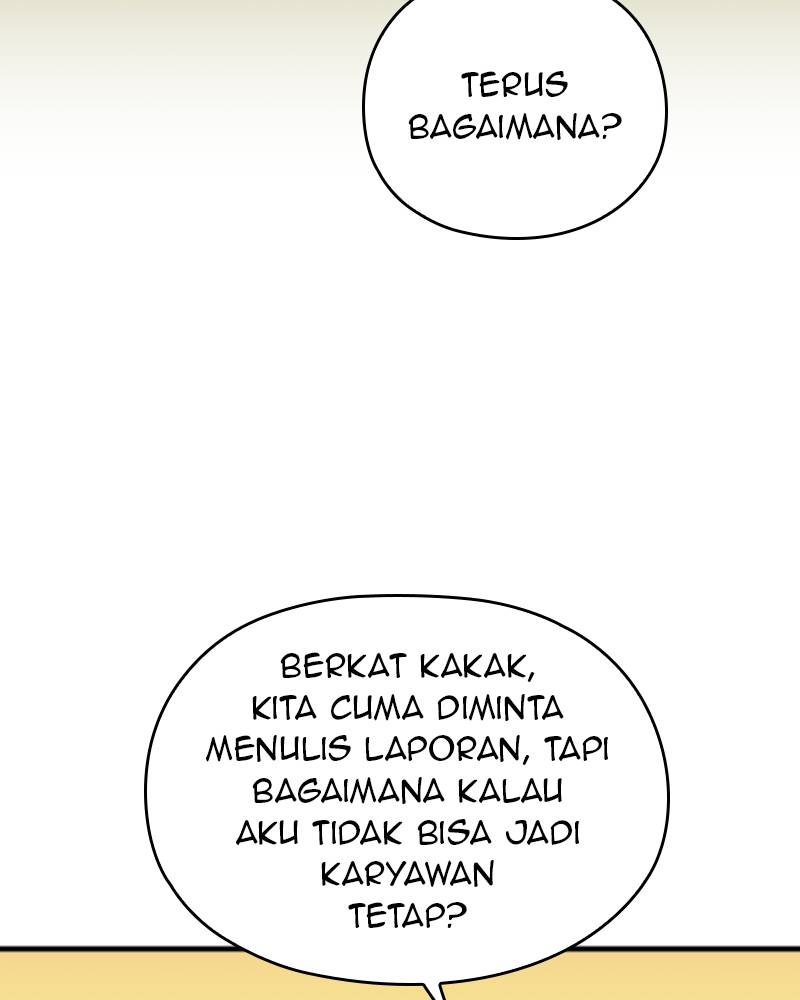 TERUS
BAGAIMANA?
BERKAT KAKAK,
KITA CUMA DIMINTA
MENULIS LAPORAN, TAPI
BAGAIMANA KALAU
AKU TIDAK BISA JADI
KARYAWAN
TETAP?